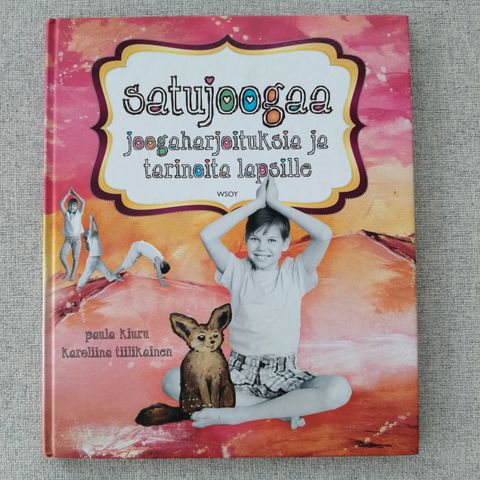 satujoogaa
joogaharjoituksia ja
tarinoita lapsille
WSOY
paula kiuru
karoliina tiilikainen